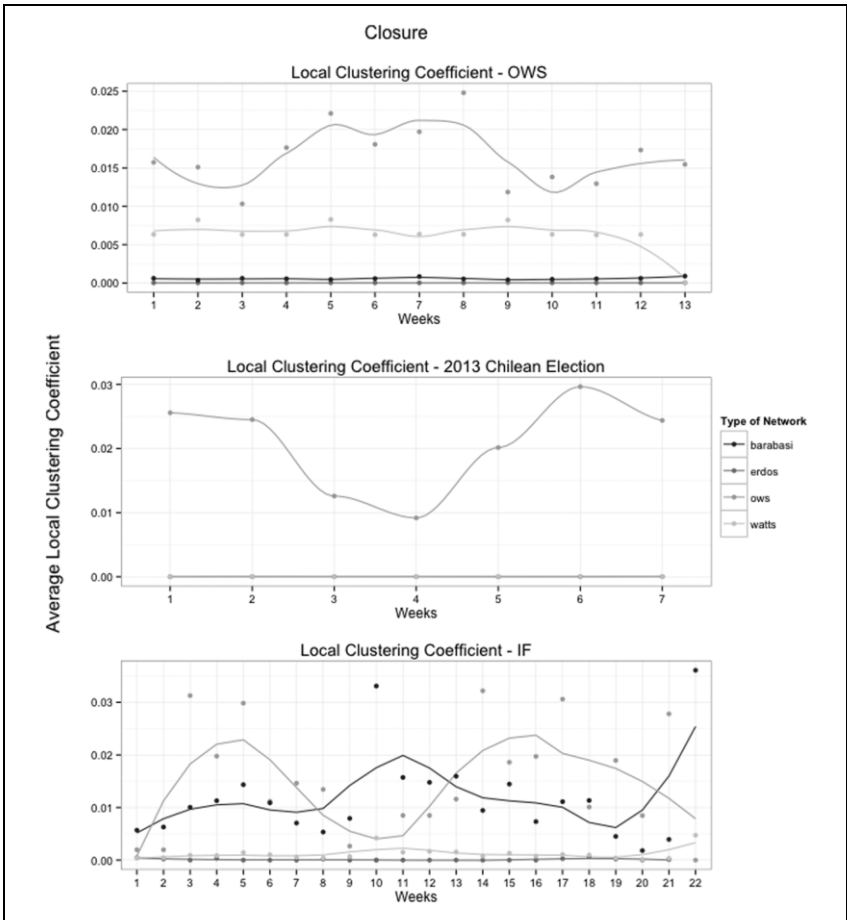 Closure
Local Clustering Coefficient - OWS
0.025
0.020
0.015
0.010
0.005
0.000
1 2 3 4 5 6 7 8 9 10 11 12 13
Weeks
Average Local Clustering Coefficient
Local Clustering Coefficient - 2013 Chilean Election
0.03
0.02
0.01
0.00
1 2 3 4 5 6 7
Weeks
Type of Network
barabasi
erdos
ows
watts
Local Clustering Coefficient - IF
0.03
0.02
0.01
0.00
1 2 3 4 5 6 7 8 9 10 11 12 13 14 15 16 17 18 19 20 21 22
Weeks